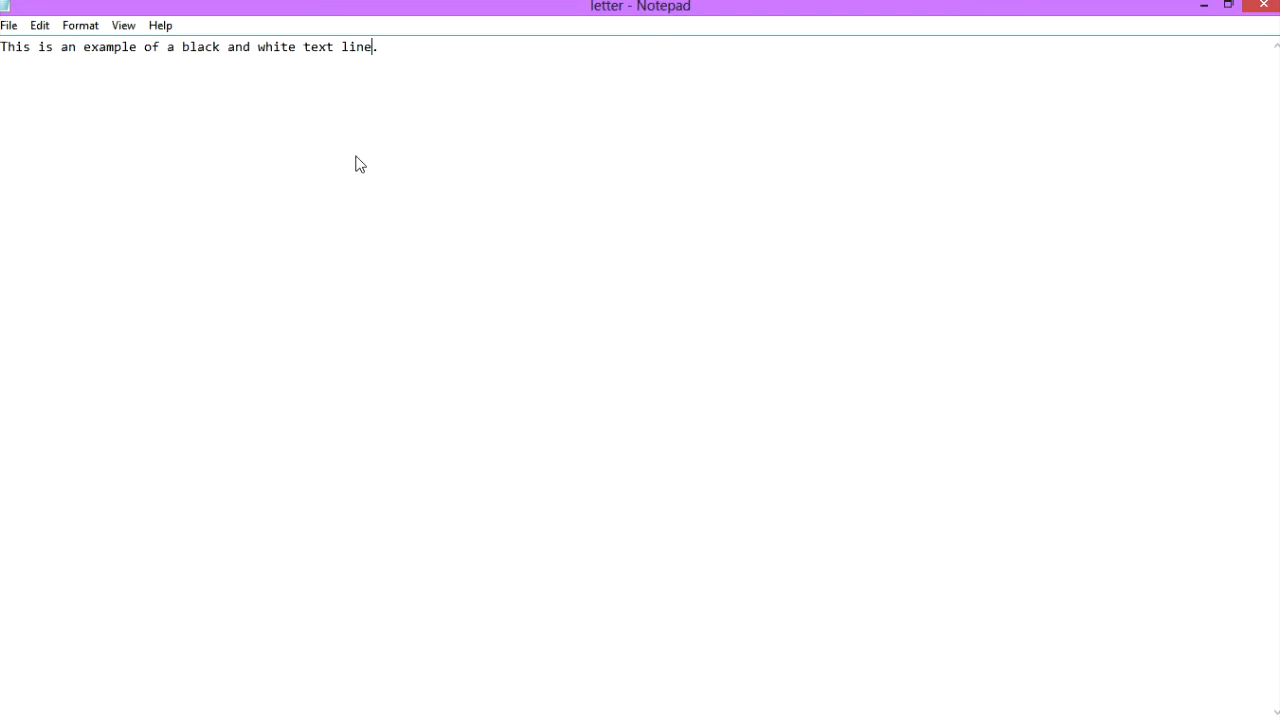 letter - Notepad
File Edit Format View Help
This is an example of a black and white text line.